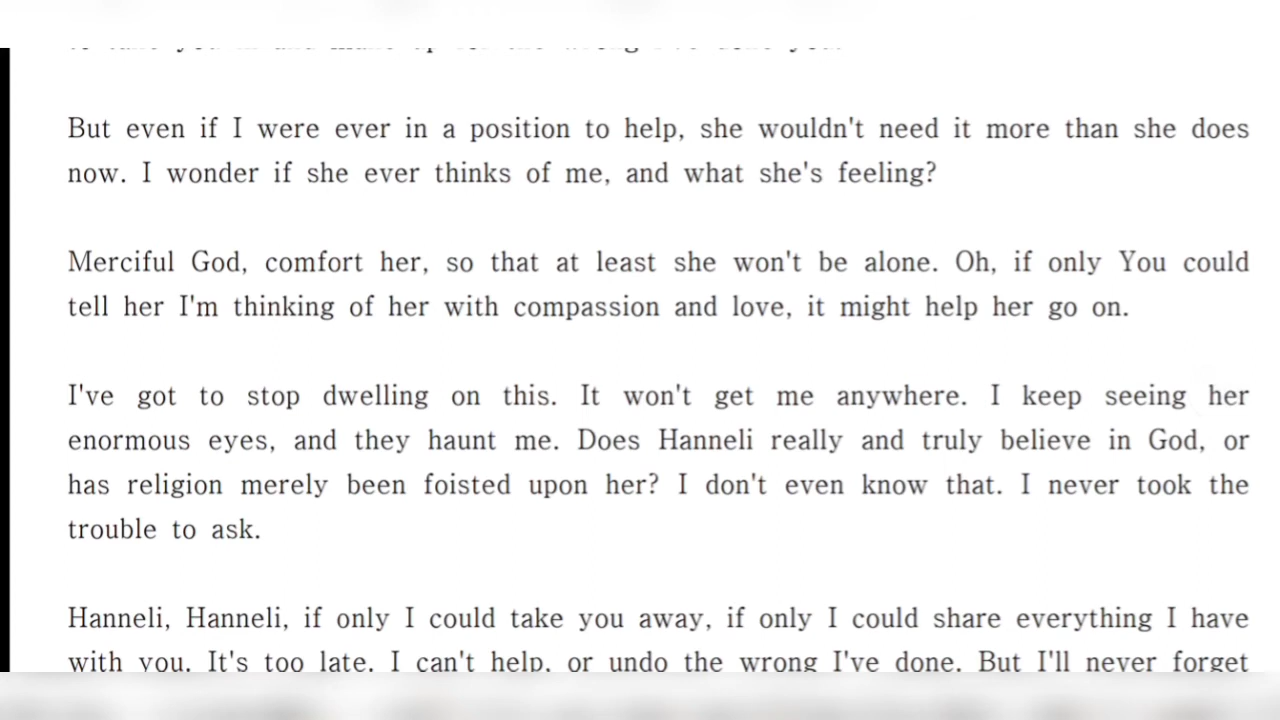 But even if I were ever in a position to help, she wouldn't need it more than she does
now. I wonder if she ever thinks of me, and what she's feeling?
Merciful God, comfort her, so that at least she won't be alone. Oh, if only You could
tell her I'm thinking of her with compassion and love, it might help her go on.
I've got to stop dwelling on this. It won't get me anywhere. I keep seeing her
enormous eyes, and they haunt me. Does Hanneli really and truly believe in God, or
has religion merely been foisted upon her? I don't even know that. I never took the
trouble to ask.
Hanneli, Hanneli, if only I could take you away, if only I could share everything I have
with you. It's too late. I can't help, or undo the wrong I've done. But I'll never forget